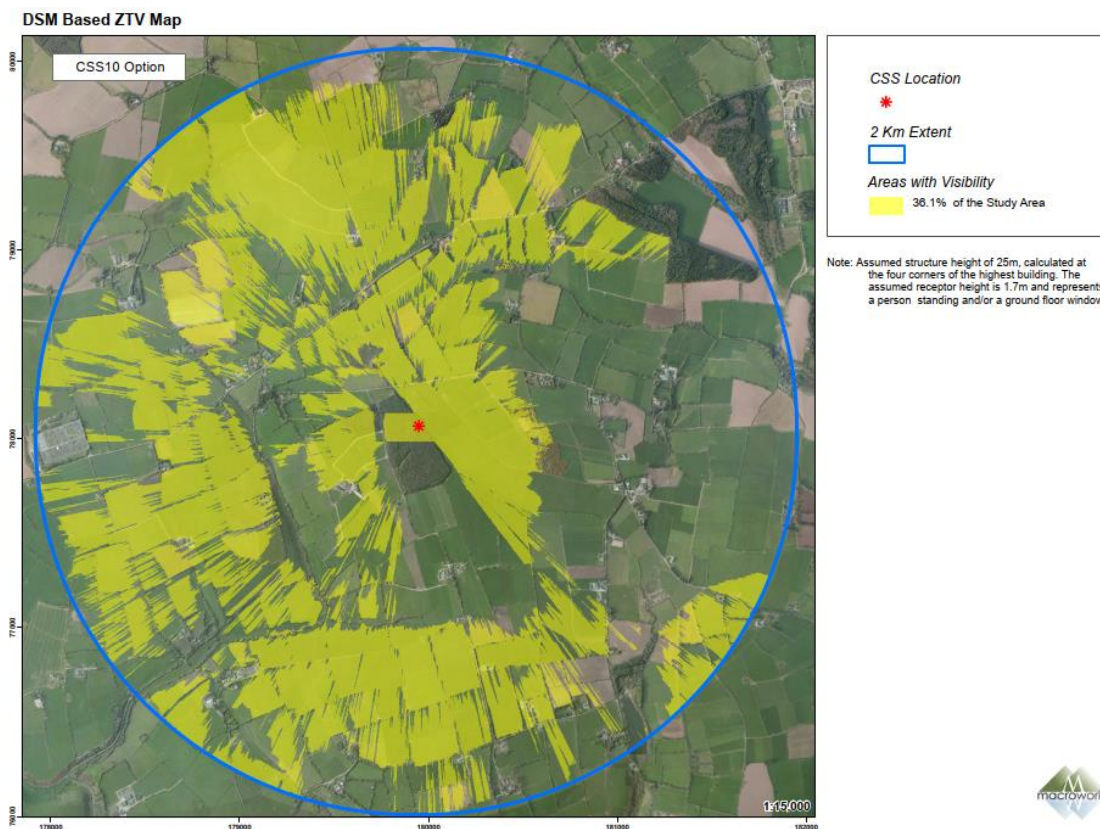 DSM Based ZTV Map
CSS10 Option
CSS Location
2 Km Extent
Areas with Visibility
36.1% of the Study Area
Note: Assumed structure height of 25m, calculated at
the four corners of the highest building. The
assumed receptor height is 1.7m and represents
a person standing and/or a ground floor window
80000
79000
78000
77000
76000
178000
179000
180000
181000
182000
1:15,000
macrowork